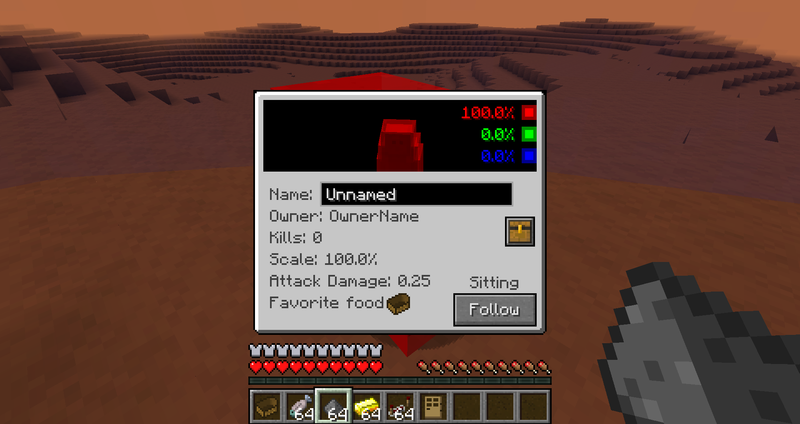 100.0%
0.0%
0.0%
Name: Unnamed
Owner: OwnerName
Kills: 0
Scale: 100.0%
Attack Damage: 0.25
Sitting
Favorite food
Follow
64 64 64 64